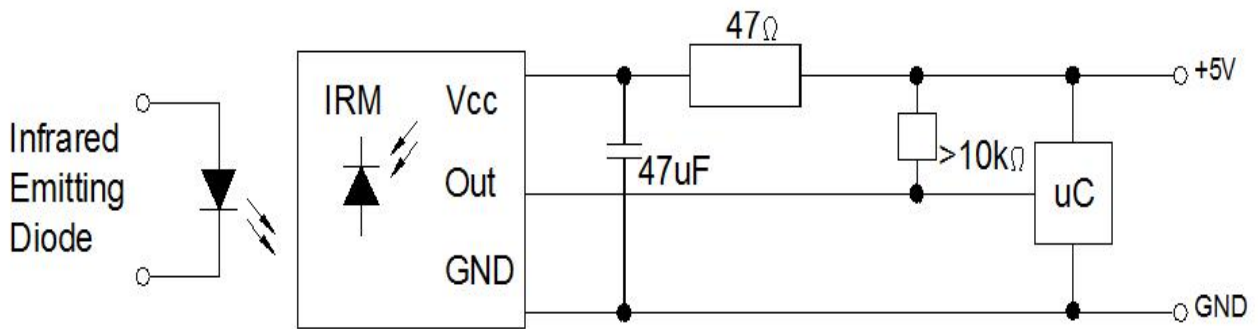 47Ω
+5V
IRM
Vcc
Infrared
Emitting
Diode
47uF
>10kΩ
Out
uC
GND
GND